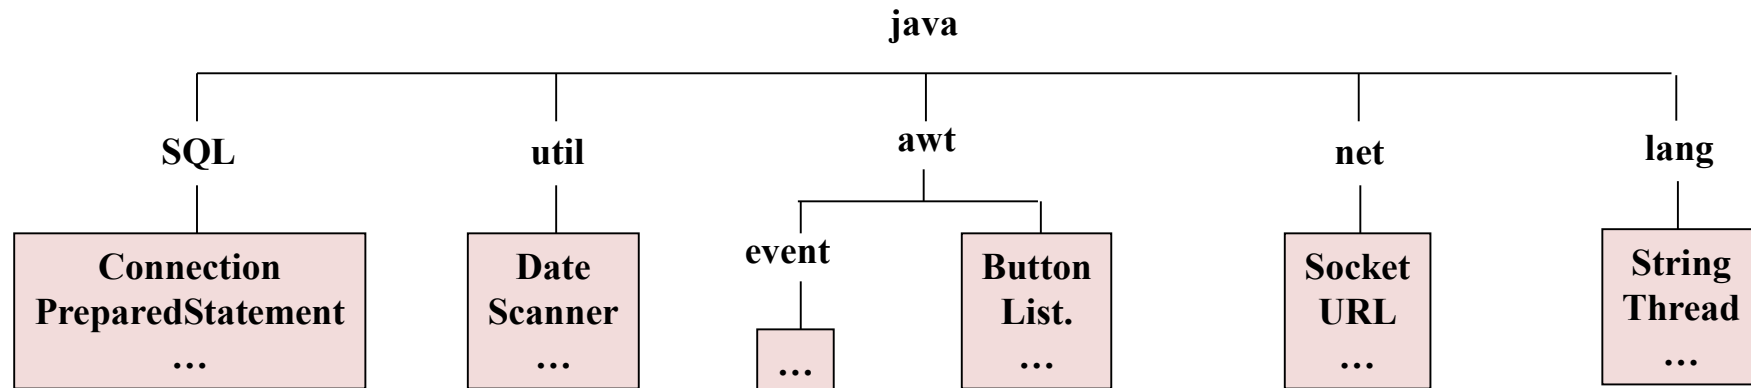 java
SQL
util
awt
net
lang
event
Connection
PreparedStatement
…
Date
Scanner
…
…
Button
List.
…
Socket
URL
…
String
Thread
…